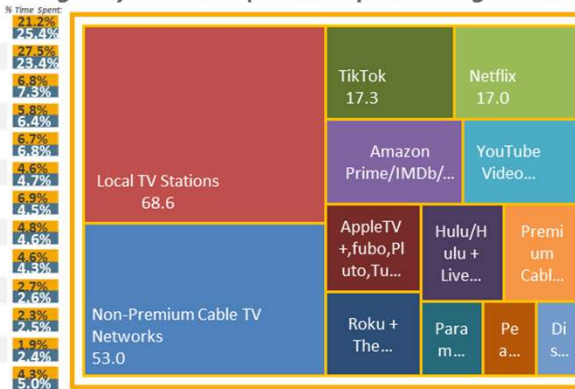 % Time Spent:
21.2%
25.4%
27.5%
23.4%
6.8%
7.3%
5.8%
6.4%
6.7%
6.8%
4.6%
4.7%
6.9%
4.5%
4.8%
4.6%
4.6%
4.3%
2.7%
2.6%
2.3%
2.5%
1.9%
2.4%
4.3%
5.0%
Local TV Stations
68.6
Non-Premium Cable TV
Networks
53.0
TikTok
17.3
Netflix
17.0
Amazon
Prime/IMDb/...
YouTube
Video...
AppleTV
+,fubo,Pl
uto,Tu...
Hulu/H
ulu +
Live...
Premi
um
Cabl...
Roku +
The...
Para
m...
Pe
a...
Di
s...